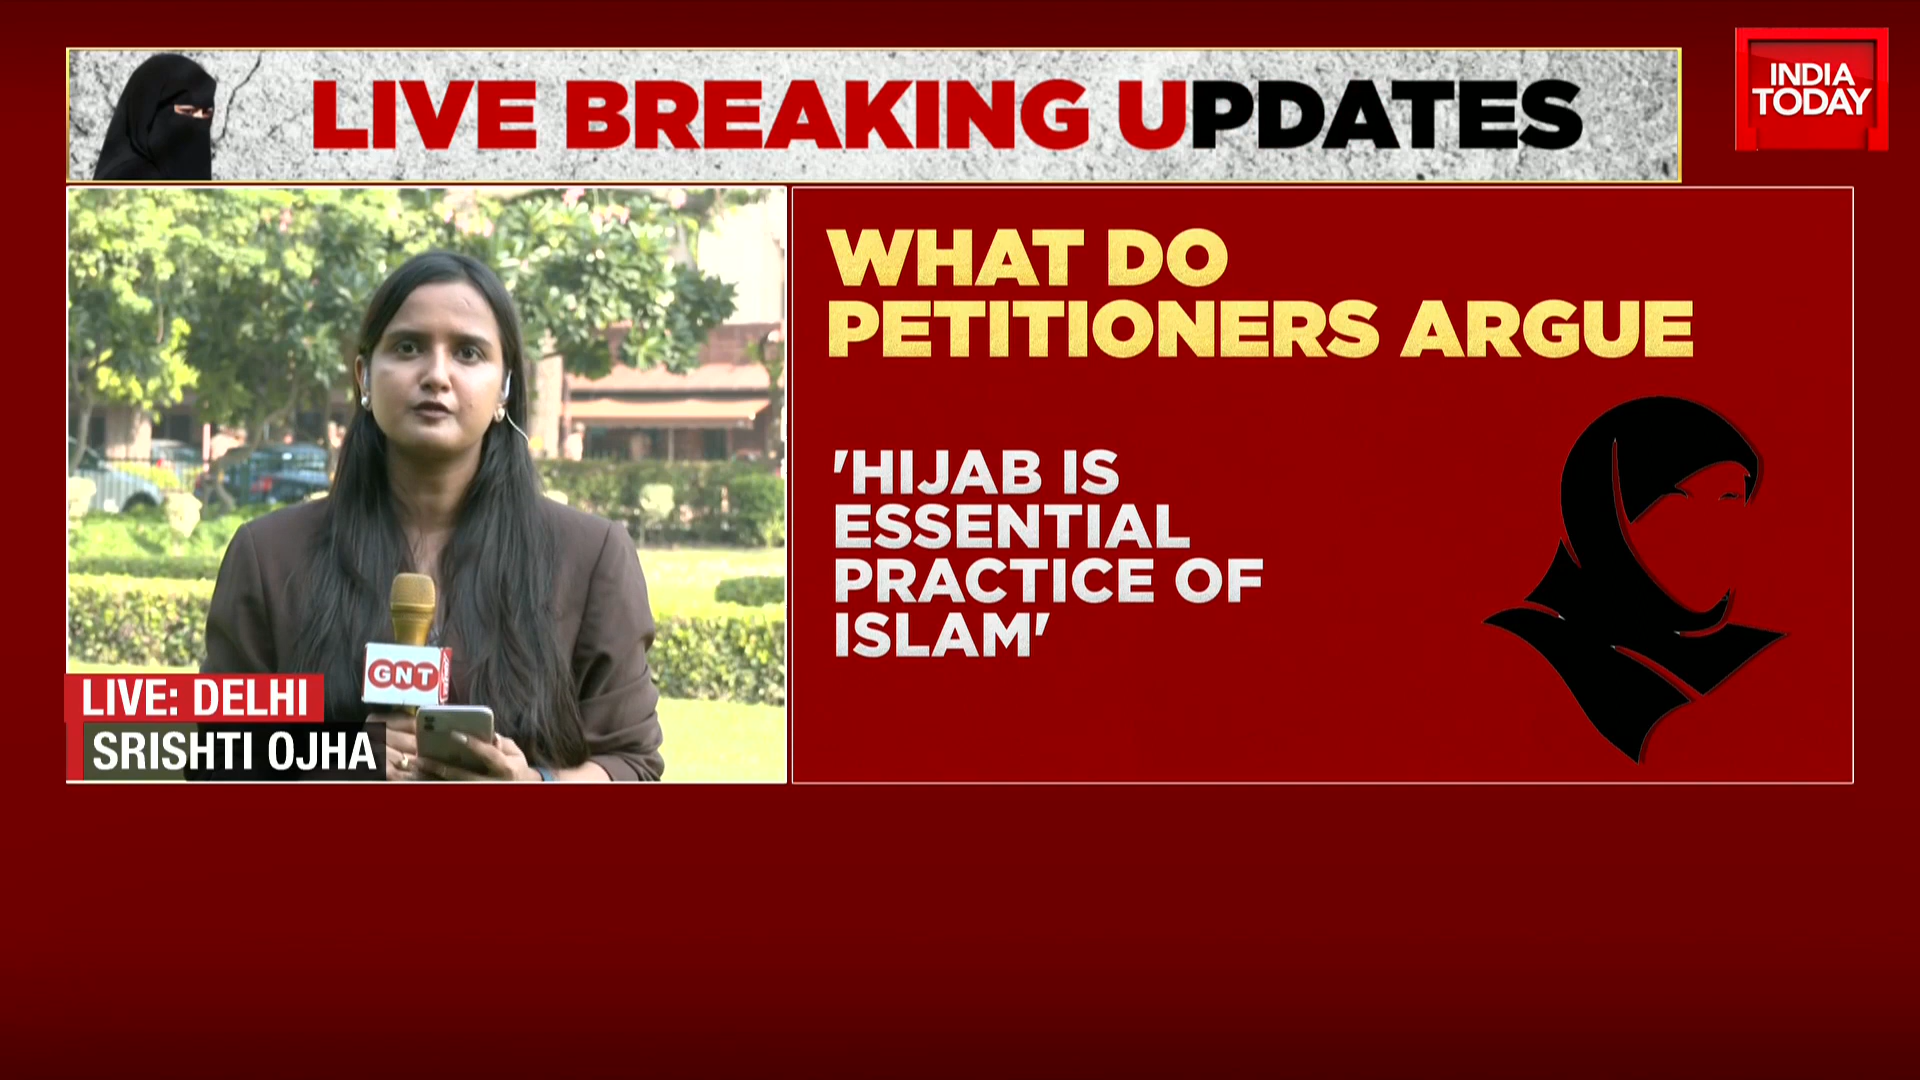 LIVE BREAKING UPDATES
INDIA
TODAY
WHAT DO
PETITIONERS ARGUE
'HIJAB IS
ESSENTIAL
PRACTICE OF
ISLAM'
GNT
LIVE: DELHI
SRISHTI OJHA